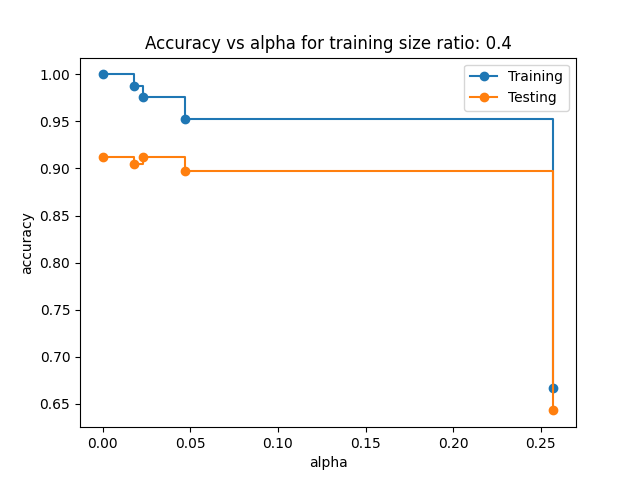 Accuracy vs alpha for training size ratio: 0.4
Training
Testing
accuracy
1.00
0.95
0.90
0.85
0.80
0.75
0.70
0.65
0.00 0.05 0.10 0.15 0.20 0.25
alpha